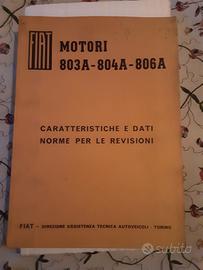 FIAT
MOTORI
803A-804A-806A
CARATTERISTICHE E DATI
NORME PER LE REVISIONI
FIAT - DIREZIONE ASSISTENZA TECNICA AUTOVEICOLI - TORINO
subito